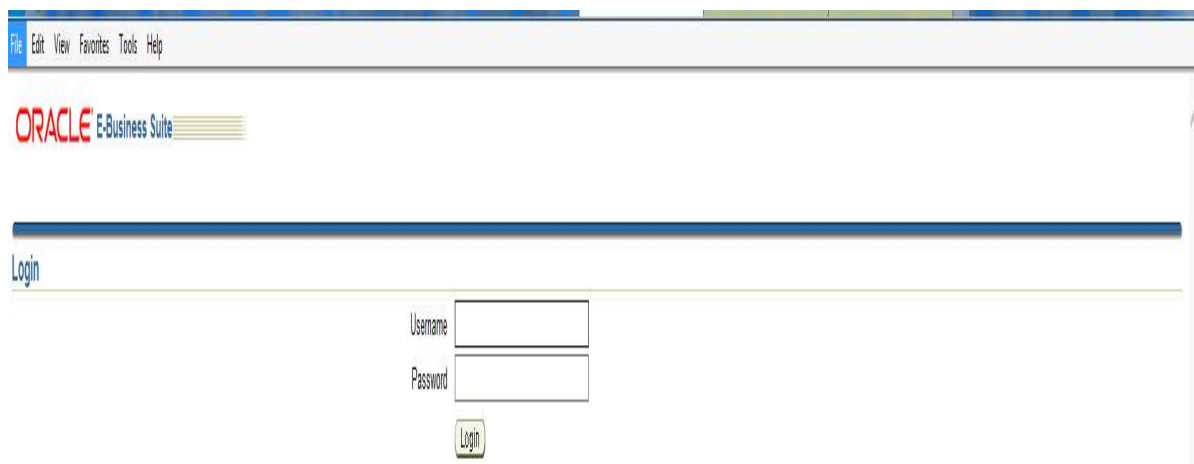 File Edit View Favorites Tools Help
ORACLE E-Business Suite
Login
Username
Password
Login